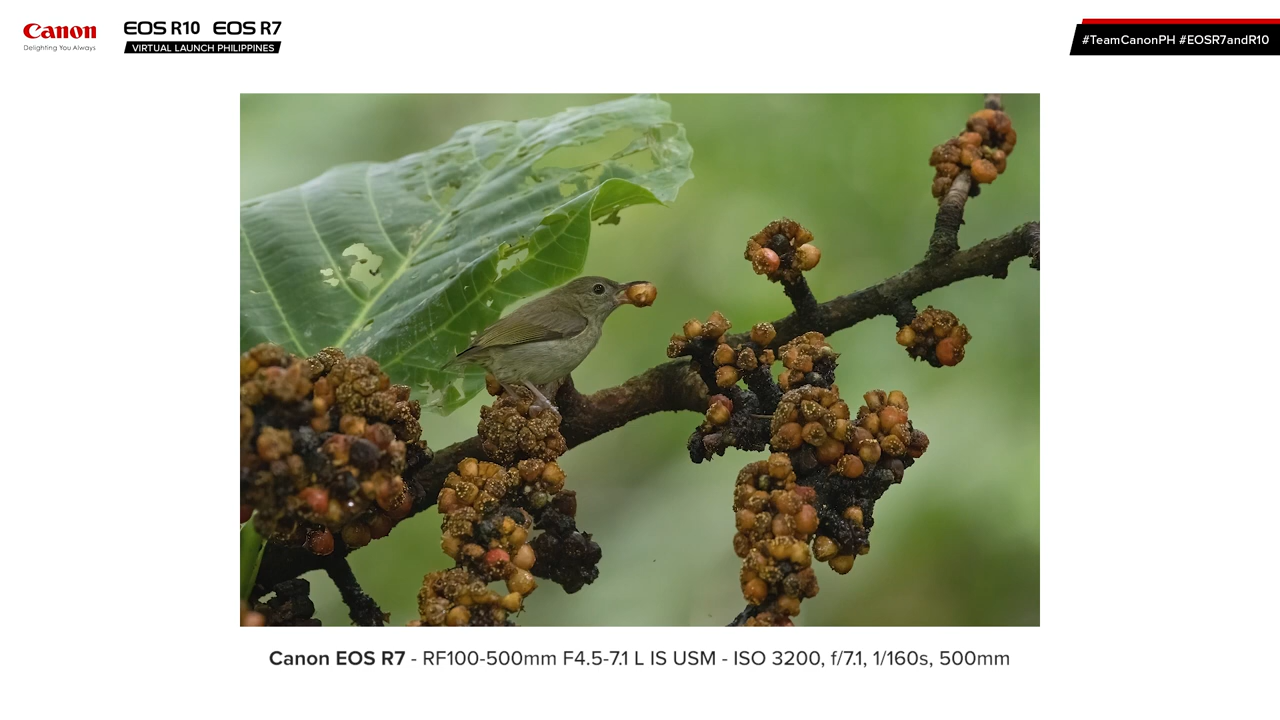 Canon
Delighting You Always
EOS R10 EOS R7
VIRTUAL LAUNCH PHILIPPINES
#TeamCanonPH #EOSR7andR10
Canon EOS R7 - RF100-500mm F4.5-7.1 L IS USM - ISO 3200, f/7.1, 1/160s, 500mm